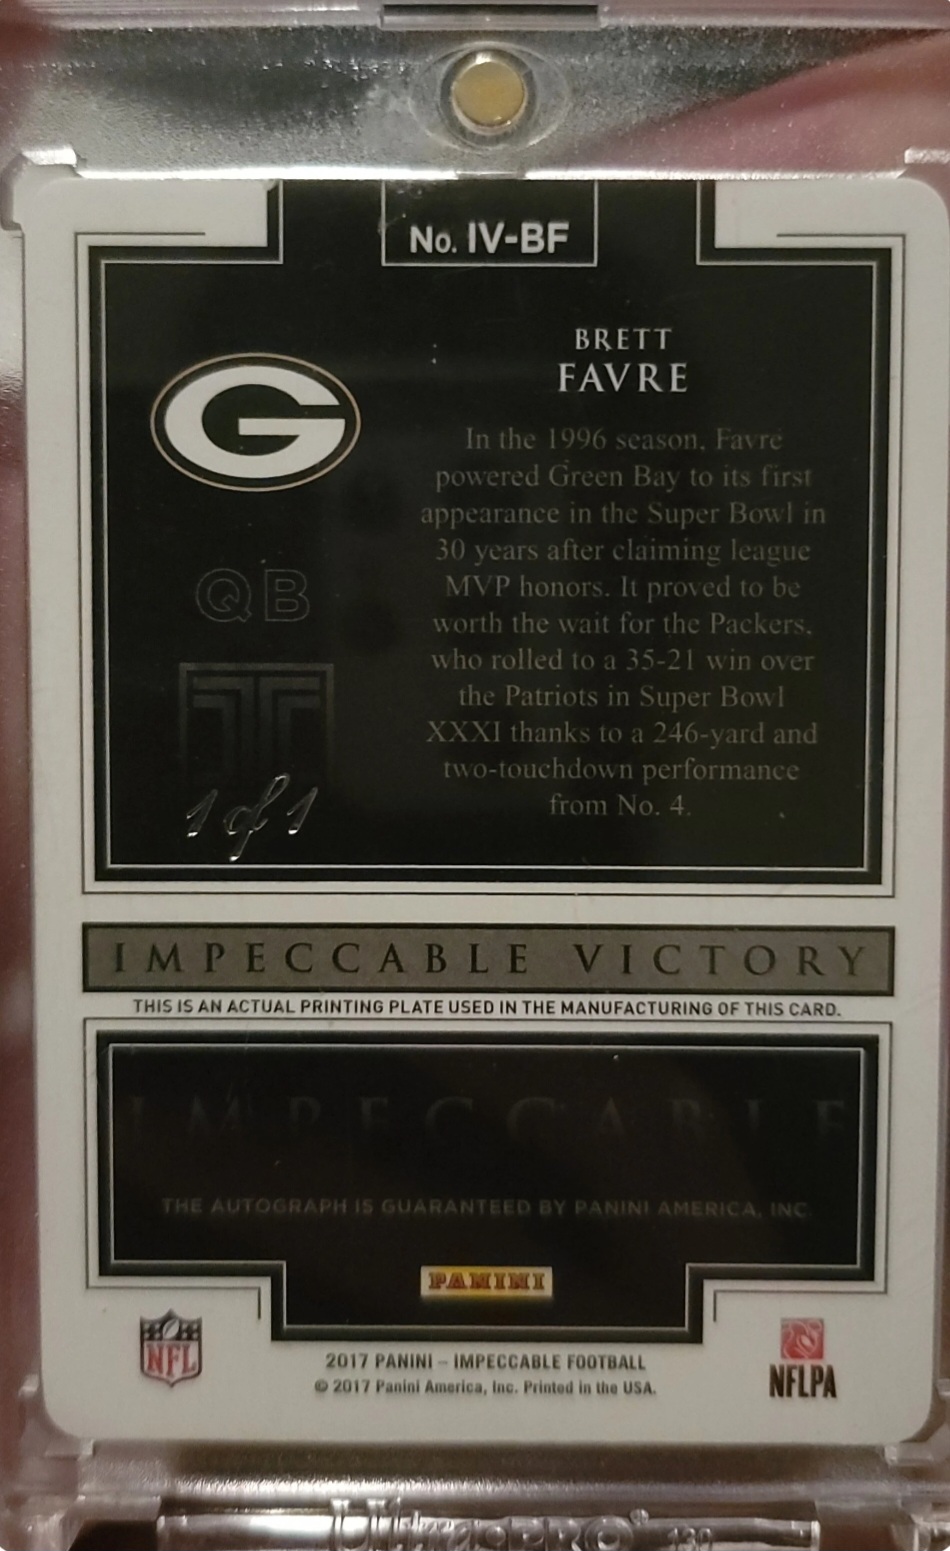 No. IV-BF
BRETT
FAVRE
In the 1996 season, Favre
powered Green Bay to its first
appearance in the Super Bowl in
30 years after claiming league
MVP honors. It proved to be
worth the wait for the Packers,
who rolled to a 35-21 win over
the Patriots in Super Bowl
XXXI thanks to a 246-yard and
two-touchdown performance
from No. 4.
G
QB
1 of 1
IMPECCABLE VICTORY
THIS IS AN ACTUAL PRINTING PLATE USED IN THE MANUFACTURING OF THIS CARD.
IMPECCABLE
THE AUTOGRAPH IS GUARANTEED BY PANINI AMERICA, INC.
PANINI
NFL
2017 PANINI – IMPECCABLE FOOTBALL
© 2017 Panini America, Inc. Printed in the USA.
NFLPA
UltraPRO®